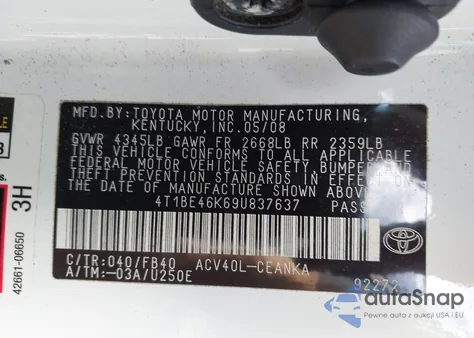 MFD. BY: TOYOTA MOTOR MANUFACTURING,
KENTUCKY, INC. 05/08
GVWR 4345LB GAWR FR 2668LB RR 2359LB
THIS VEHICLE CONFORMS TO ALL APPLICABLE
FEDERAL MOTOR VEHICLE SAFETY, BUMPER, AND
THEFT PREVENTION STANDARDS IN EFFECT ON
THE DATE OF MANUFACTURE SHOWN ABOVE.
4T1BE46K69U837637 PASS
C/TR:040/FB40 ACV40L-CEANKA
A/TM:-03A/U250E 92272
TOYOTA
3H
42661-06650
autoSnap
Pewne auta z aukcji USA i EU